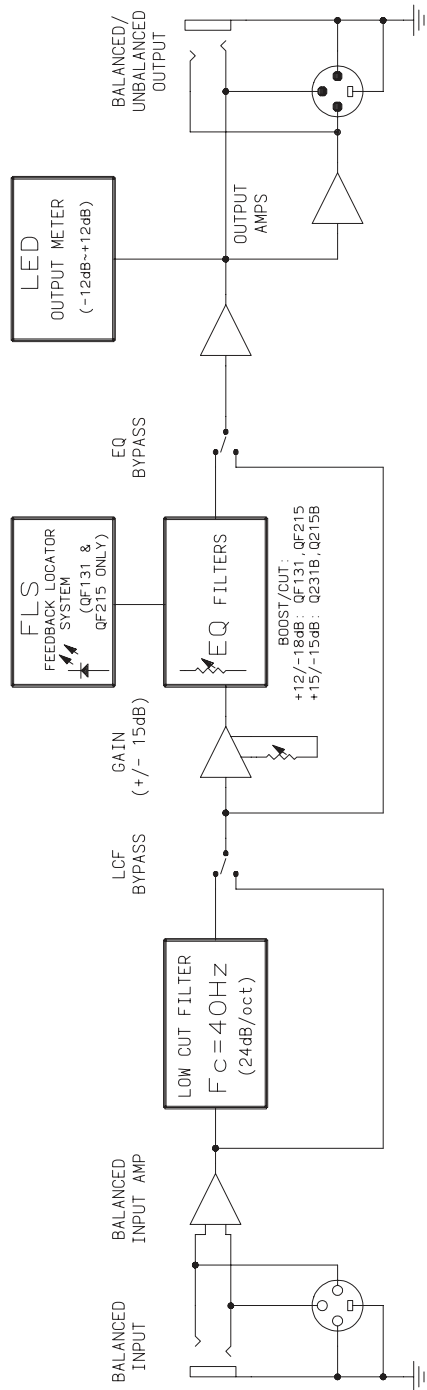 BALANCED
INPUT
BALANCED
INPUT AMP
LOW CUT FILTER
Fc=40Hz
(24dB/oct)
LCF
BYPASS
GAIN
(+/- 15dB)
FLS
FEEDBACK LOCATOR
SYSTEM
(QF131 &
QF215 ONLY)
EQ FILTERS
BOOST/CUT:
+12/-18dB: QF131,QF215
+15/-15dB: Q231B,Q215B
EQ
BYPASS
LED
OUTPUT METER
(-12dB~+12dB)
OUTPUT
AMPS
BALANCED/
UNBALANCED
OUTPUT